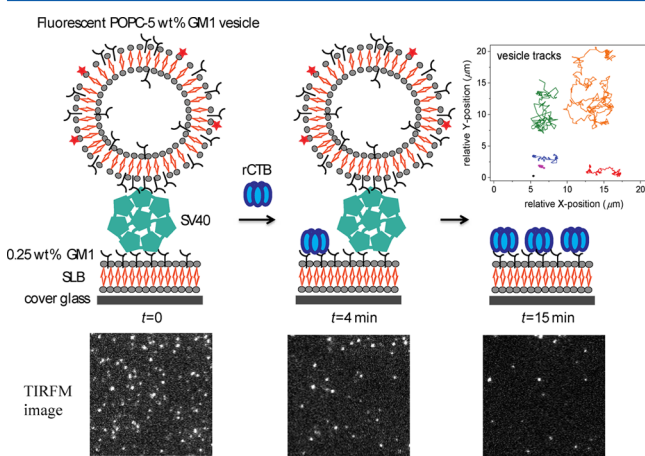 Fluorescent POPC-5 wt% GM1 vesicle
vesicle tracks
relative Y-position (μm)
20
15
10
5
0
0 5 10 15 20
relative X-position (μm)
rCTB
SV40
0.25 wt% GM1
SLB
cover glass
t=0
t=4 min
t=15 min
TIRFM
image